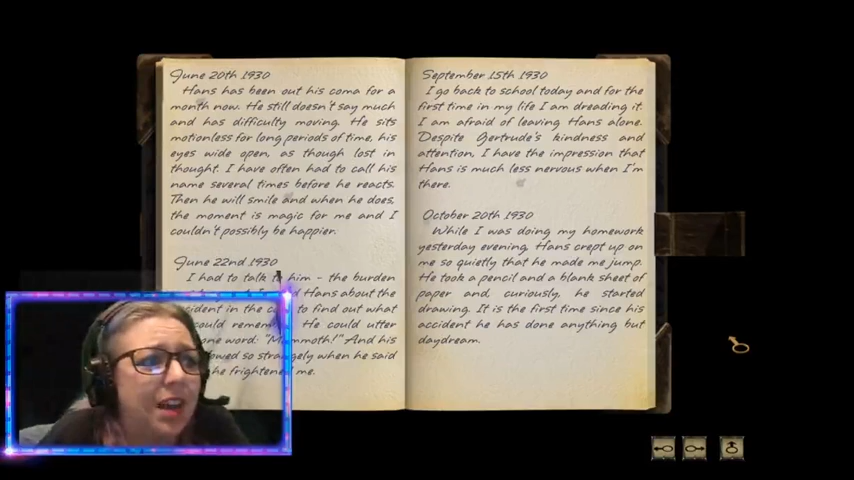 June 20th 1930
Hans has been out his coma for a
month now. He still doesn't say much
and has difficulty moving. He sits
motionless for long periods of time, his
eyes wide open, as though lost in
thought. I have often had to call his
name several times before he reacts.
Then he will smile and when he does,
the moment is magic for me and I
couldn't possibly be happier.
June 22nd 1930
I had to talk to him - the burden
Hans about the
in the to find out what
could He could utter
one word: "Mammoth!" And his
so strangely when he said
he frightened me.
September 15th 1930
I go back to school today and for the
first time in my life I am dreading it.
I am afraid of leaving Hans alone.
Despite Gertrude's kindness and
attention, I have the impression that
Hans is much less nervous when I'm
there.
October 20th 1930
While I was doing my homework
yesterday evening, Hans crept up on
me so quietly that he made me jump.
He took a pencil and a blank sheet of
paper and, curiously, he started
drawing. It is the first time since his
accident he has done anything but
daydream.